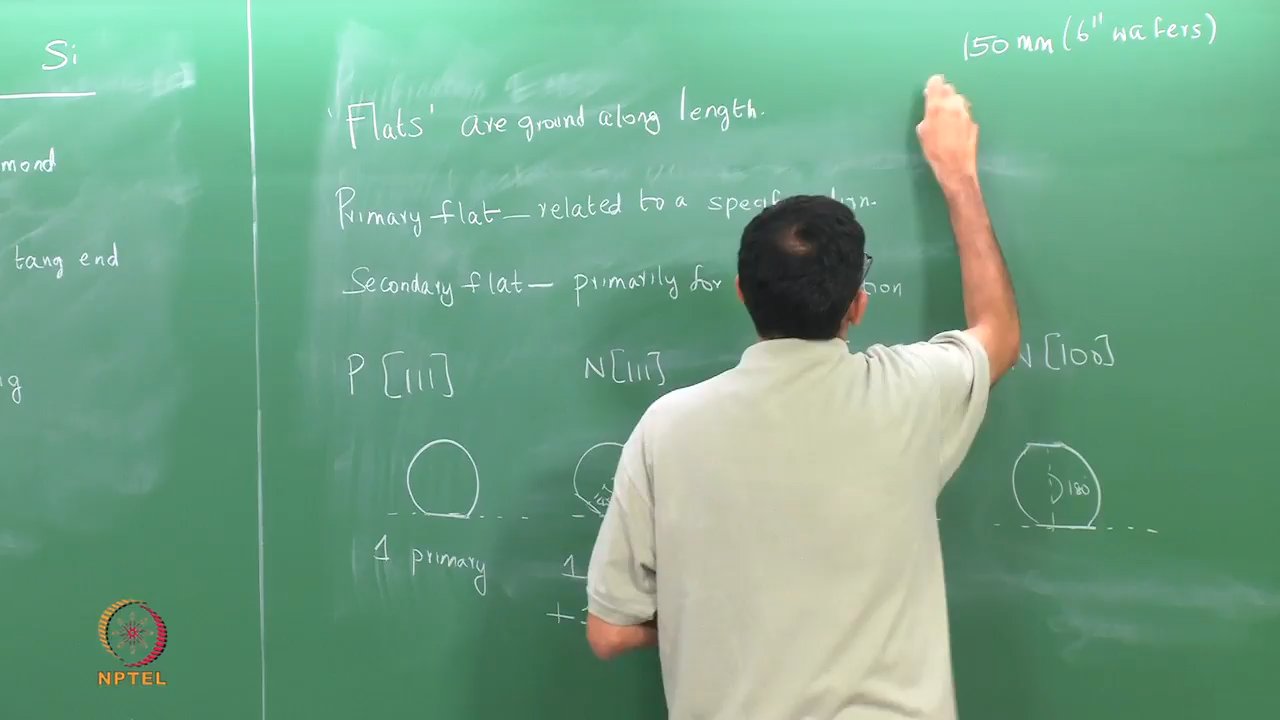 Si
mond
tang end
g
150 mm (6" wafers)
'Flats' are ground along length.
Primary flat — related to a
Secondary flat — primarily for
P [111]
N [111]
N [100]
180
1 primary
1
+
NPTEL